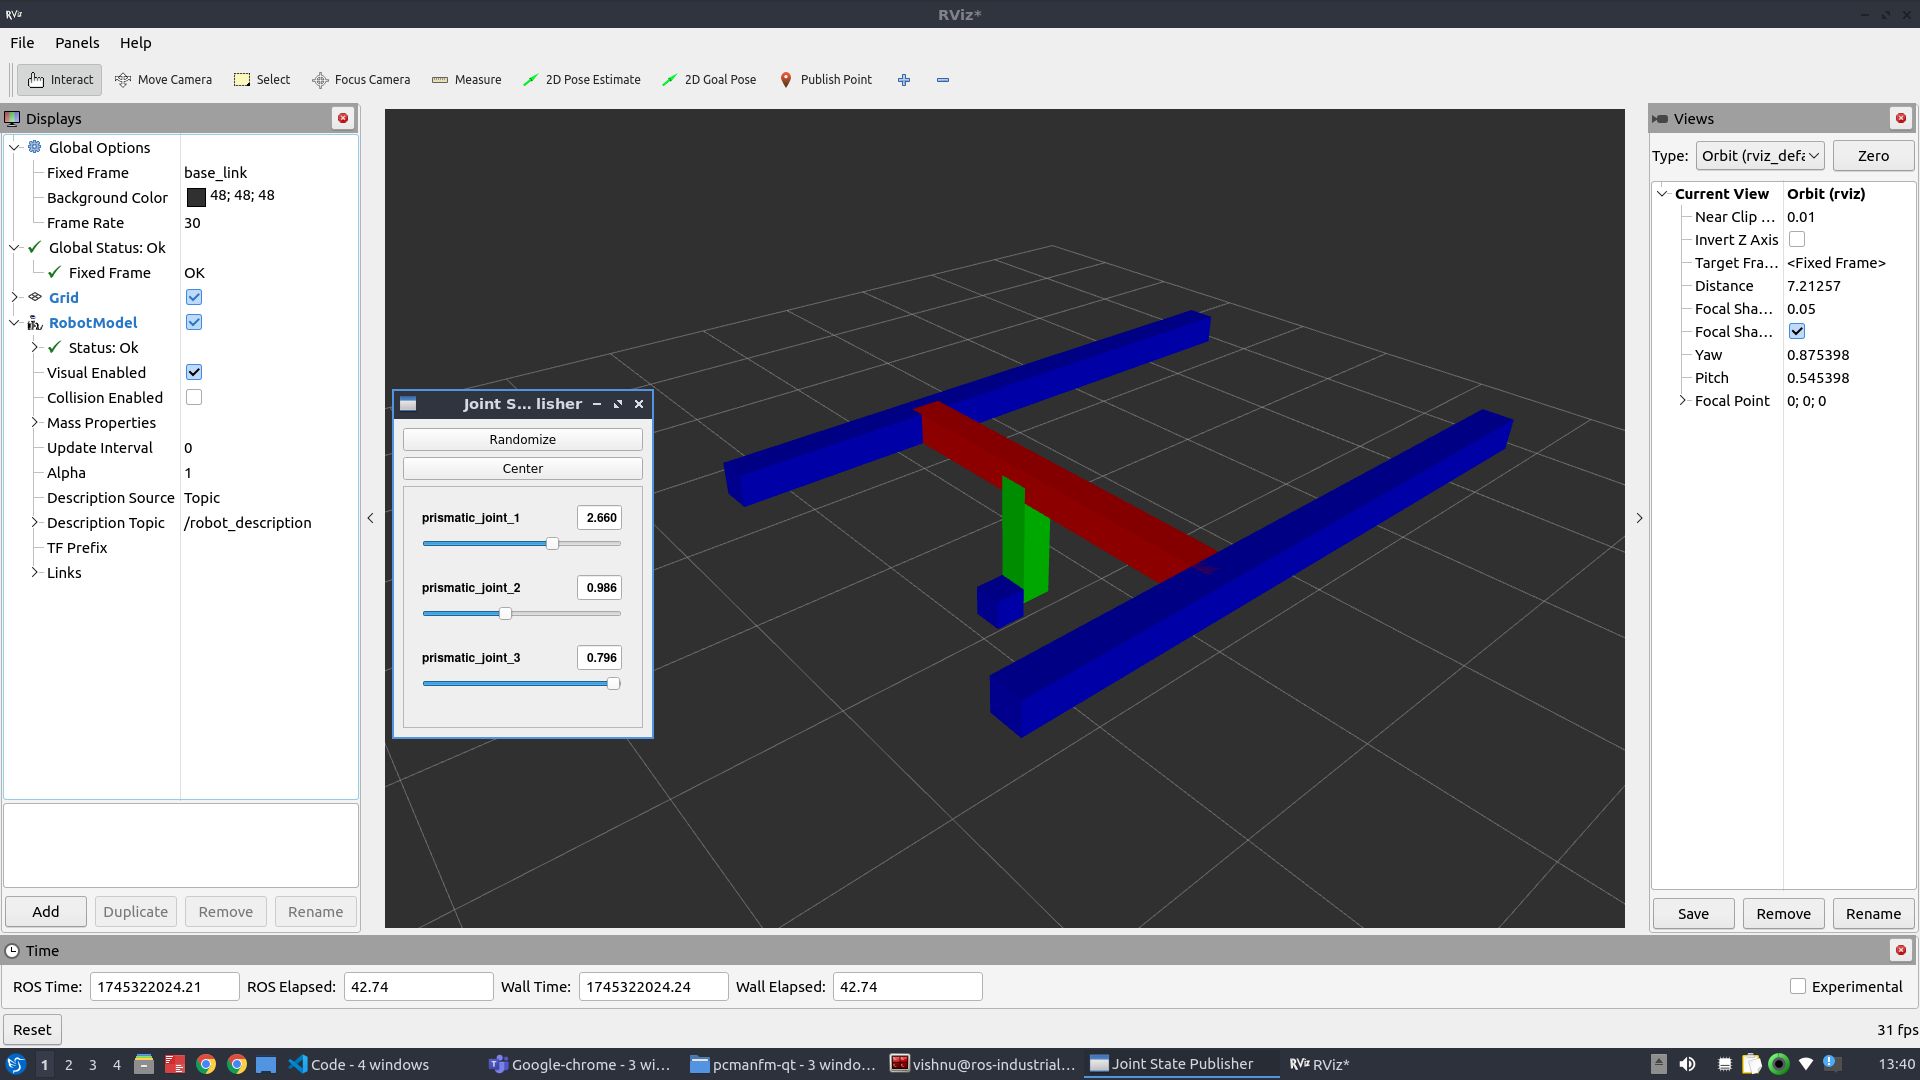 RViz
RViz*
File Panels Help
Interact Move Camera Select Focus Camera Measure 2D Pose Estimate 2D Goal Pose Publish Point
Displays
Global Options
Fixed Frame base_link
Background Color 48; 48; 48
Frame Rate 30
Global Status: Ok
Fixed Frame OK
Grid
RobotModel
Status: Ok
Visual Enabled
Collision Enabled
Mass Properties
Update Interval 0
Alpha 1
Description Source Topic
Description Topic /robot_description
TF Prefix
Links
Add Duplicate Remove Rename
Joint S... lisher
Randomize
Center
prismatic_joint_1 2.660
prismatic_joint_2 0.986
prismatic_joint_3 0.796
Views
Type: Orbit (rviz_defa Zero
Current View Orbit (rviz)
Near Clip ... 0.01
Invert Z Axis
Target Fra... <Fixed Frame>
Distance 7.21257
Focal Sha... 0.05
Focal Sha...
Yaw 0.875398
Pitch 0.545398
Focal Point 0; 0; 0
Save Remove Rename
Time
ROS Time: 1745322024.21 ROS Elapsed: 42.74 Wall Time: 1745322024.24 Wall Elapsed: 42.74 Experimental
Reset 31 fps
1 2 3 4 Code - 4 windows Google-chrome - 3 wi... pcmanfm-qt - 3 windo... vishnu@ros-industrial... Joint State Publisher RViz RViz* 13:40